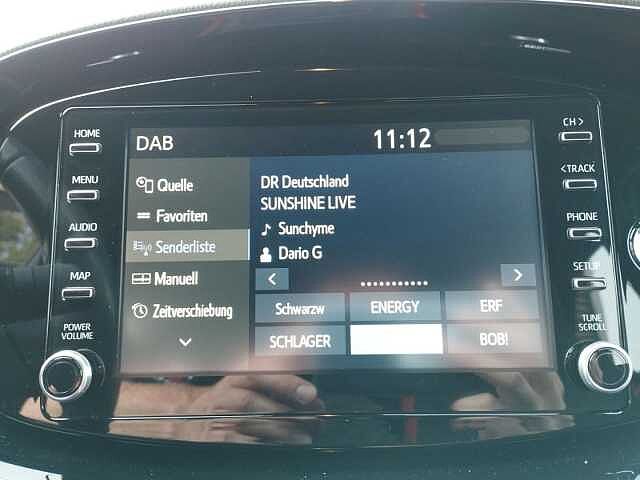 HOME
MENU
AUDIO
MAP
POWER
VOLUME
DAB
11:12
Quelle
Favoriten
Senderliste
Manuell
Zeitverschiebung
DR Deutschland
SUNSHINE LIVE
Sunchyme
Dario G
Schwarzw
ENERGY
ERF
SCHLAGER
BOB!
CH >
< TRACK
PHONE
SETUP
TUNE
SCROLL